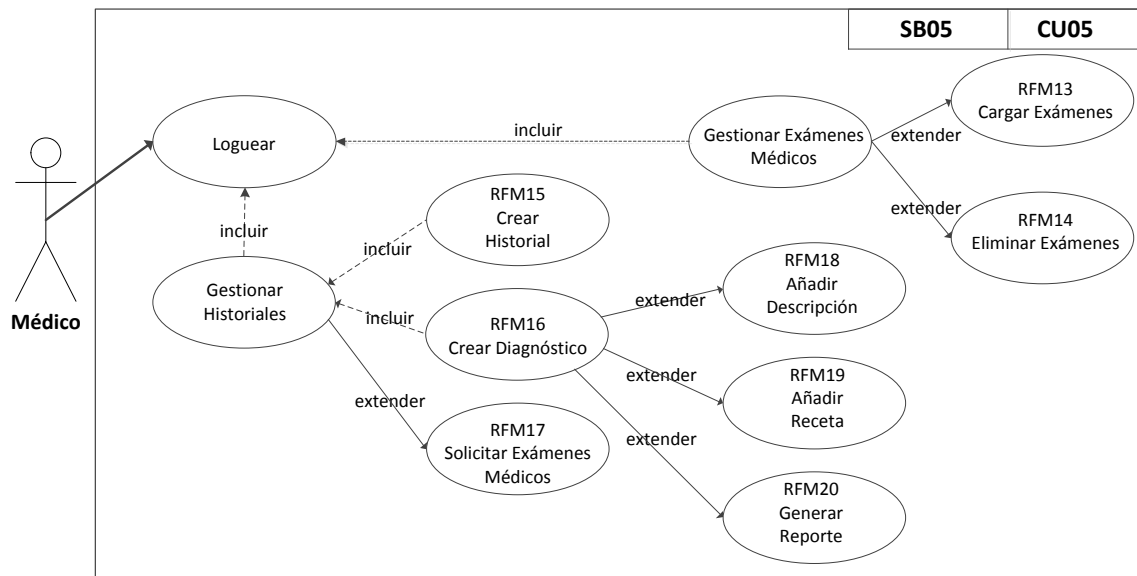 SB05
CU05
Loguear
incluir
Gestionar Exámenes
Médicos
extender
RFM13
Cargar Exámenes
extender
RFM14
Eliminar Exámenes
Médico
incluir
Gestionar
Historiales
incluir
RFM15
Crear
Historial
incluir
RFM16
Crear Diagnóstico
extender
RFM17
Solicitar Exámenes
Médicos
extender
RFM18
Añadir
Descripción
extender
RFM19
Añadir
Receta
extender
RFM20
Generar
Reporte